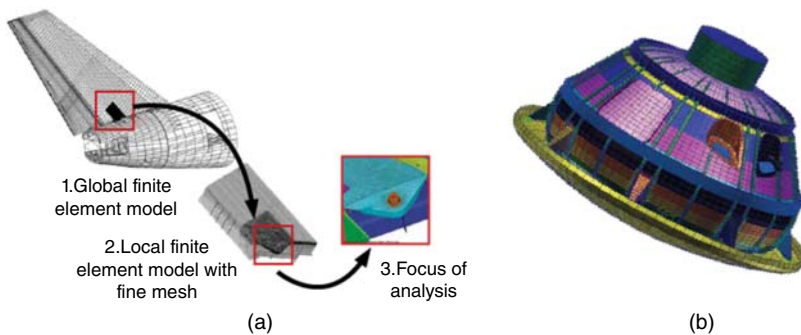 1.Global finite
element model
2.Local finite
element model with
fine mesh
3.Focus of
analysis
(a)
(b)